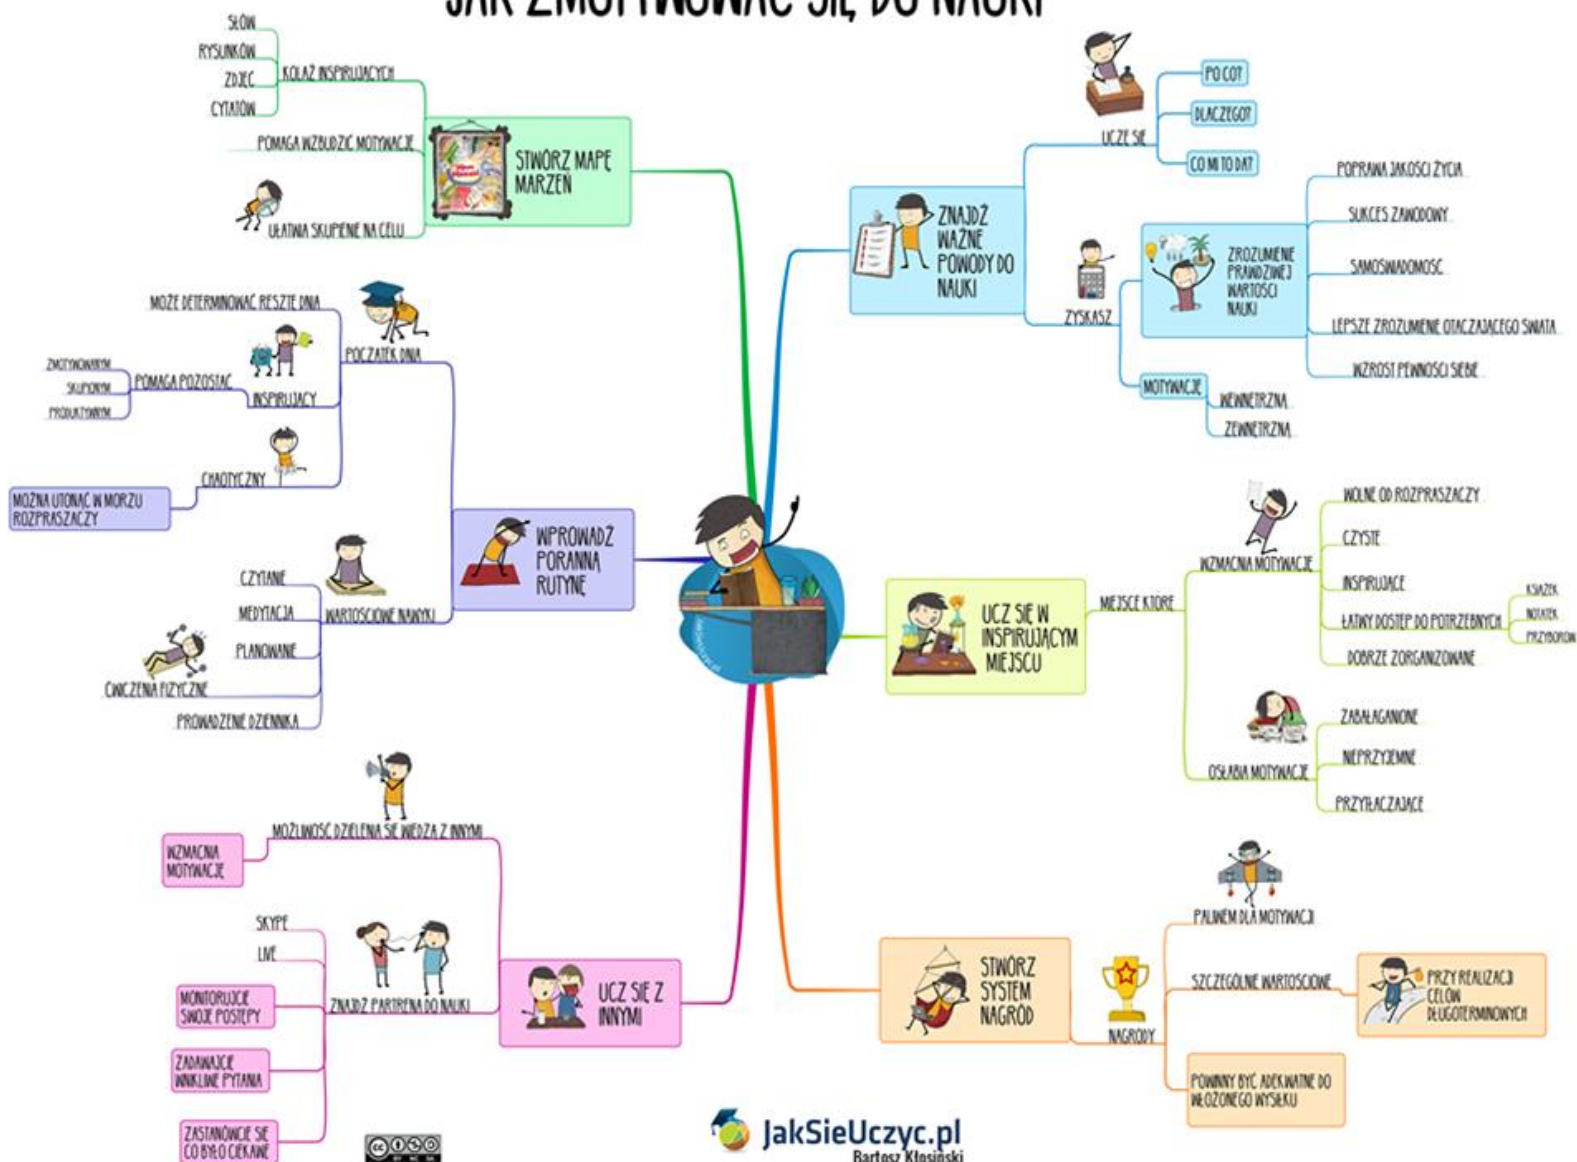 JAK ZMOTYWOWAĆ SIĘ DO NAUKI
SŁÓW
RYSUNKÓW
ZDJĘĆ
CYTATÓW
KOLAŻ INSPIRUJĄCYCH
POMAGA WZBUDZIĆ MOTYWACJĘ
UŁATWIA SKUPIENIE NA CELU
STWÓRZ MAPĘ
MARZEŃ
ZNAJDŹ
WAŻNE
POWODY DO
NAUKI
UCZĘ SIĘ
PO CO?
DLACZEGO?
CO MI TO DA?
ZYSKASZ
ZROZUMIENIE
PRAWDZIWEJ
WARTOŚCI
NAUKI
POPRAWA JAKOŚCI ŻYCIA
SUKCES ZAWODOWY
SAMOŚWIADOMOŚĆ
LEPSZE ZROZUMIENIE OTACZAJĄCEGO ŚWIATA
WZROST PEWNOŚCI SIEBIE
MOTYWACJĘ
WEWNĘTRZNĄ
ZEWNĘTRZNĄ
MOŻE DETERMINOWAĆ RESZTĘ DNIA
POCZĄTEK DNIA
ZMOTYWOWANYM
SKUPIONYM
PRODUKTYWNYM
POMAGA POZOSTAĆ
INSPIRUJĄCY
CHAOTYCZNY
MOŻNA UTONĄĆ W MORZU
ROZPRASZACZY
WPROWADŹ
PORANNĄ
RUTYNĘ
CZYTANIE
MEDYTACJA
PLANOWANIE
ĆWICZENIA FIZYCZNE
PROWADZENIE DZIENNIKA
WARTOŚCIOWE NAWYKI
UCZ SIĘ W
INSPIRUJĄCYM
MIEJSCU
MIEJSCE KTÓRE
WZMACNIA MOTYWACJĘ
WOLNE OD ROZPRASZACZY
CZYSTE
INSPIRUJĄCE
ŁATWY DOSTĘP DO POTRZEBNYCH
KSIĄŻEK
NOTATEK
PRZYBORÓW
DOBRZE ZORGANIZOWANE
OSŁABIA MOTYWACJĘ
ZABAŁAGANIONE
NIEPRZYJEMNE
PRZYTŁACZAJĄCE
MOŻLIWOŚĆ DZIELENIA SIĘ WIEDZĄ Z INNYMI
WZMACNIA
MOTYWACJĘ
SKYPE
LIVE
MONITORUJCIE
SWOJE POSTĘPY
ZADAWAJCIE
WNIKLIWE PYTANIA
ZASTANÓWCIE SIĘ
CO BYŁO CIEKAWE
ZNAJDŹ PARTRENA DO NAUKI
UCZ SIĘ Z
INNYMI
STWÓRZ
SYSTEM
NAGRÓD
NAGRODY
PALIWEM DLA MOTYWACJI
SZCZEGÓLNIE WARTOŚCIOWE
PRZY REALIZACJI
CELÓW
DŁUGOTERMINOWYCH
POWINNY BYĆ ADEKWATNE DO
WŁOŻONEGO WYSIŁKU
JakSieUczyc.pl
Bartosz Kłosiński